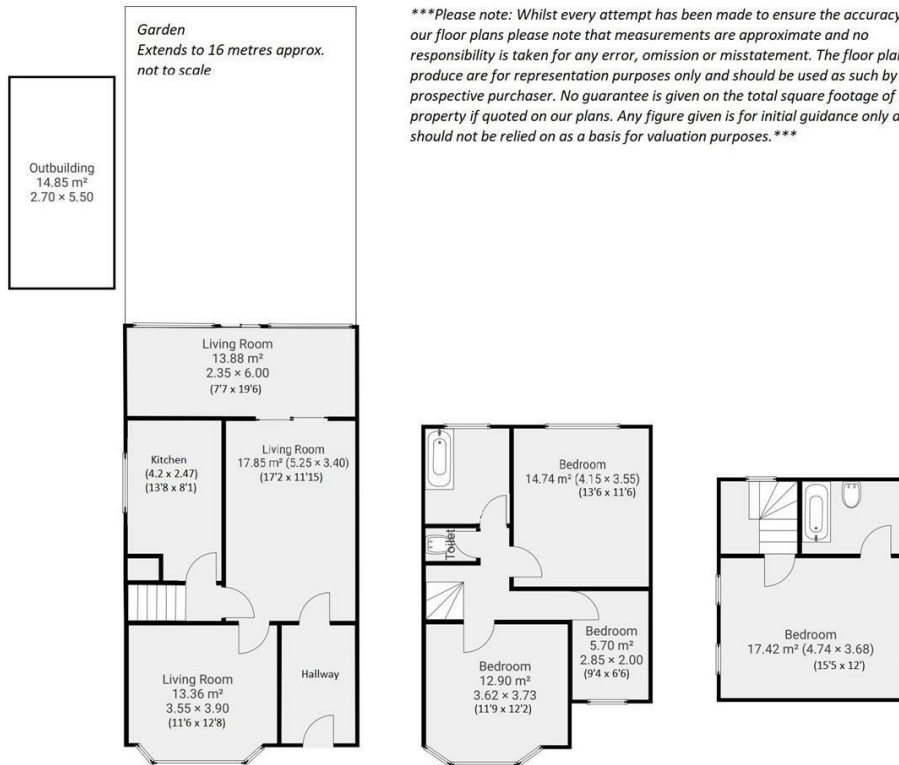 Garden
Extends to 16 metres approx.
not to scale
***Please note: Whilst every attempt has been made to ensure the accuracy
our floor plans please note that measurements are approximate and no
responsibility is taken for any error, omission or misstatement. The floor plan
produce are for representation purposes only and should be used as such by
prospective purchaser. No guarantee is given on the total square footage of
property if quoted on our plans. Any figure given is for initial guidance only a
should not be relied on as a basis for valuation purposes.***
Outbuilding
14.85 m²
2.70 × 5.50
Living Room
13.88 m²
2.35 × 6.00
(7'7 x 19'6)
Kitchen
(4.2 x 2.47)
(13'8 x 8'1)
Living Room
17.85 m² (5.25 × 3.40)
(17'2 x 11'15)
Living Room
13.36 m²
3.55 × 3.90
(11'6 x 12'8)
Hallway
Bedroom
14.74 m² (4.15 × 3.55)
(13'6 x 11'6)
Toilet
Bedroom
5.70 m²
2.85 × 2.00
(9'4 x 6'6)
Bedroom
12.90 m²
3.62 × 3.73
(11'9 x 12'2)
Bedroom
17.42 m² (4.74 × 3.68)
(15'5 x 12')